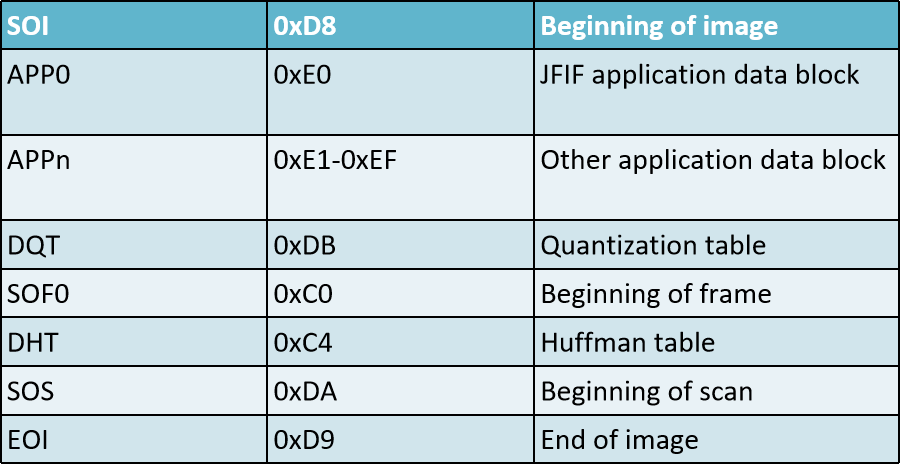 SOI 0xD8 Beginning of image
APP0 0xE0 JFIF application data block
APPn 0xE1-0xEF Other application data block
DQT 0xDB Quantization table
SOF0 0xC0 Beginning of frame
DHT 0xC4 Huffman table
SOS 0xDA Beginning of scan
EOI 0xD9 End of image